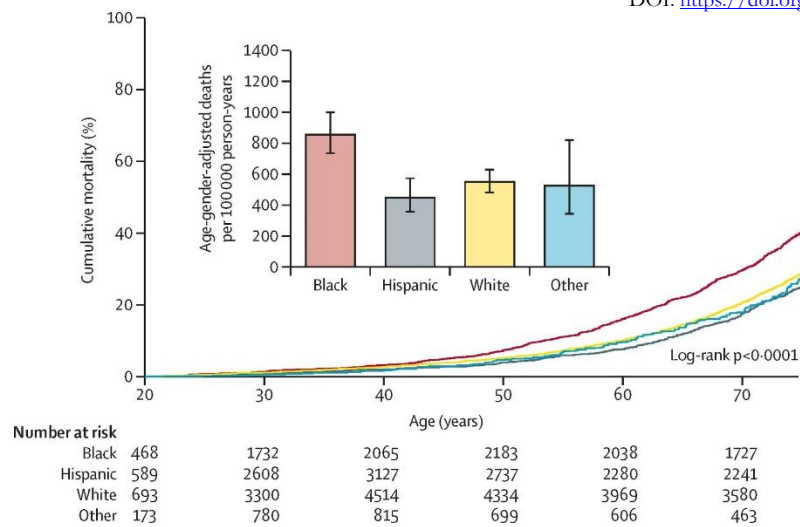 DOI: https://doi.org
100
80
60
40
20
0
Cumulative mortality (%)
1400
1200
1000
800
600
400
200
0
Age-gender-adjusted deaths
per 100 000 person-years
Black Hispanic White Other
Log-rank p<0·0001
20 30 40 50 60 70
Age (years)
Number at risk
Black 468 1732 2065 2183 2038 1727
Hispanic 589 2608 3127 2737 2280 2241
White 693 3300 4514 4334 3969 3580
Other 173 780 815 699 606 463